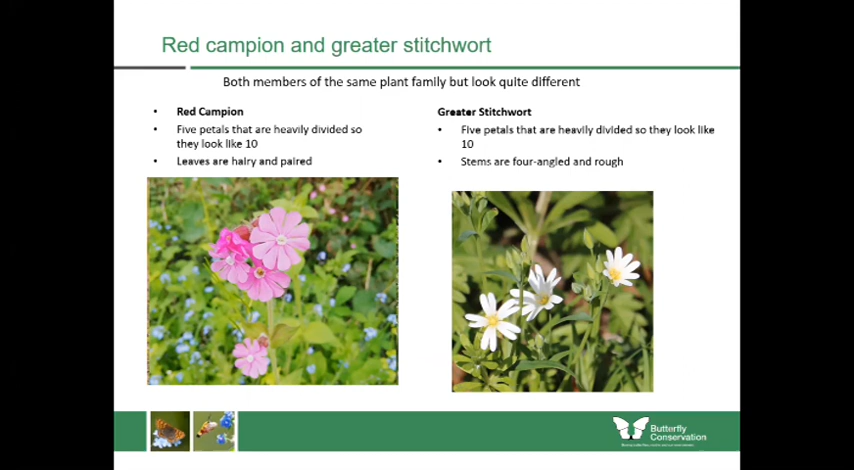 Red campion and greater stitchwort
Both members of the same plant family but look quite different
• Red Campion
• Five petals that are heavily divided so
they look like 10
• Leaves are hairy and paired
Greater Stitchwort
• Five petals that are heavily divided so they look like
10
• Stems are four-angled and rough
Butterfly
Conservation